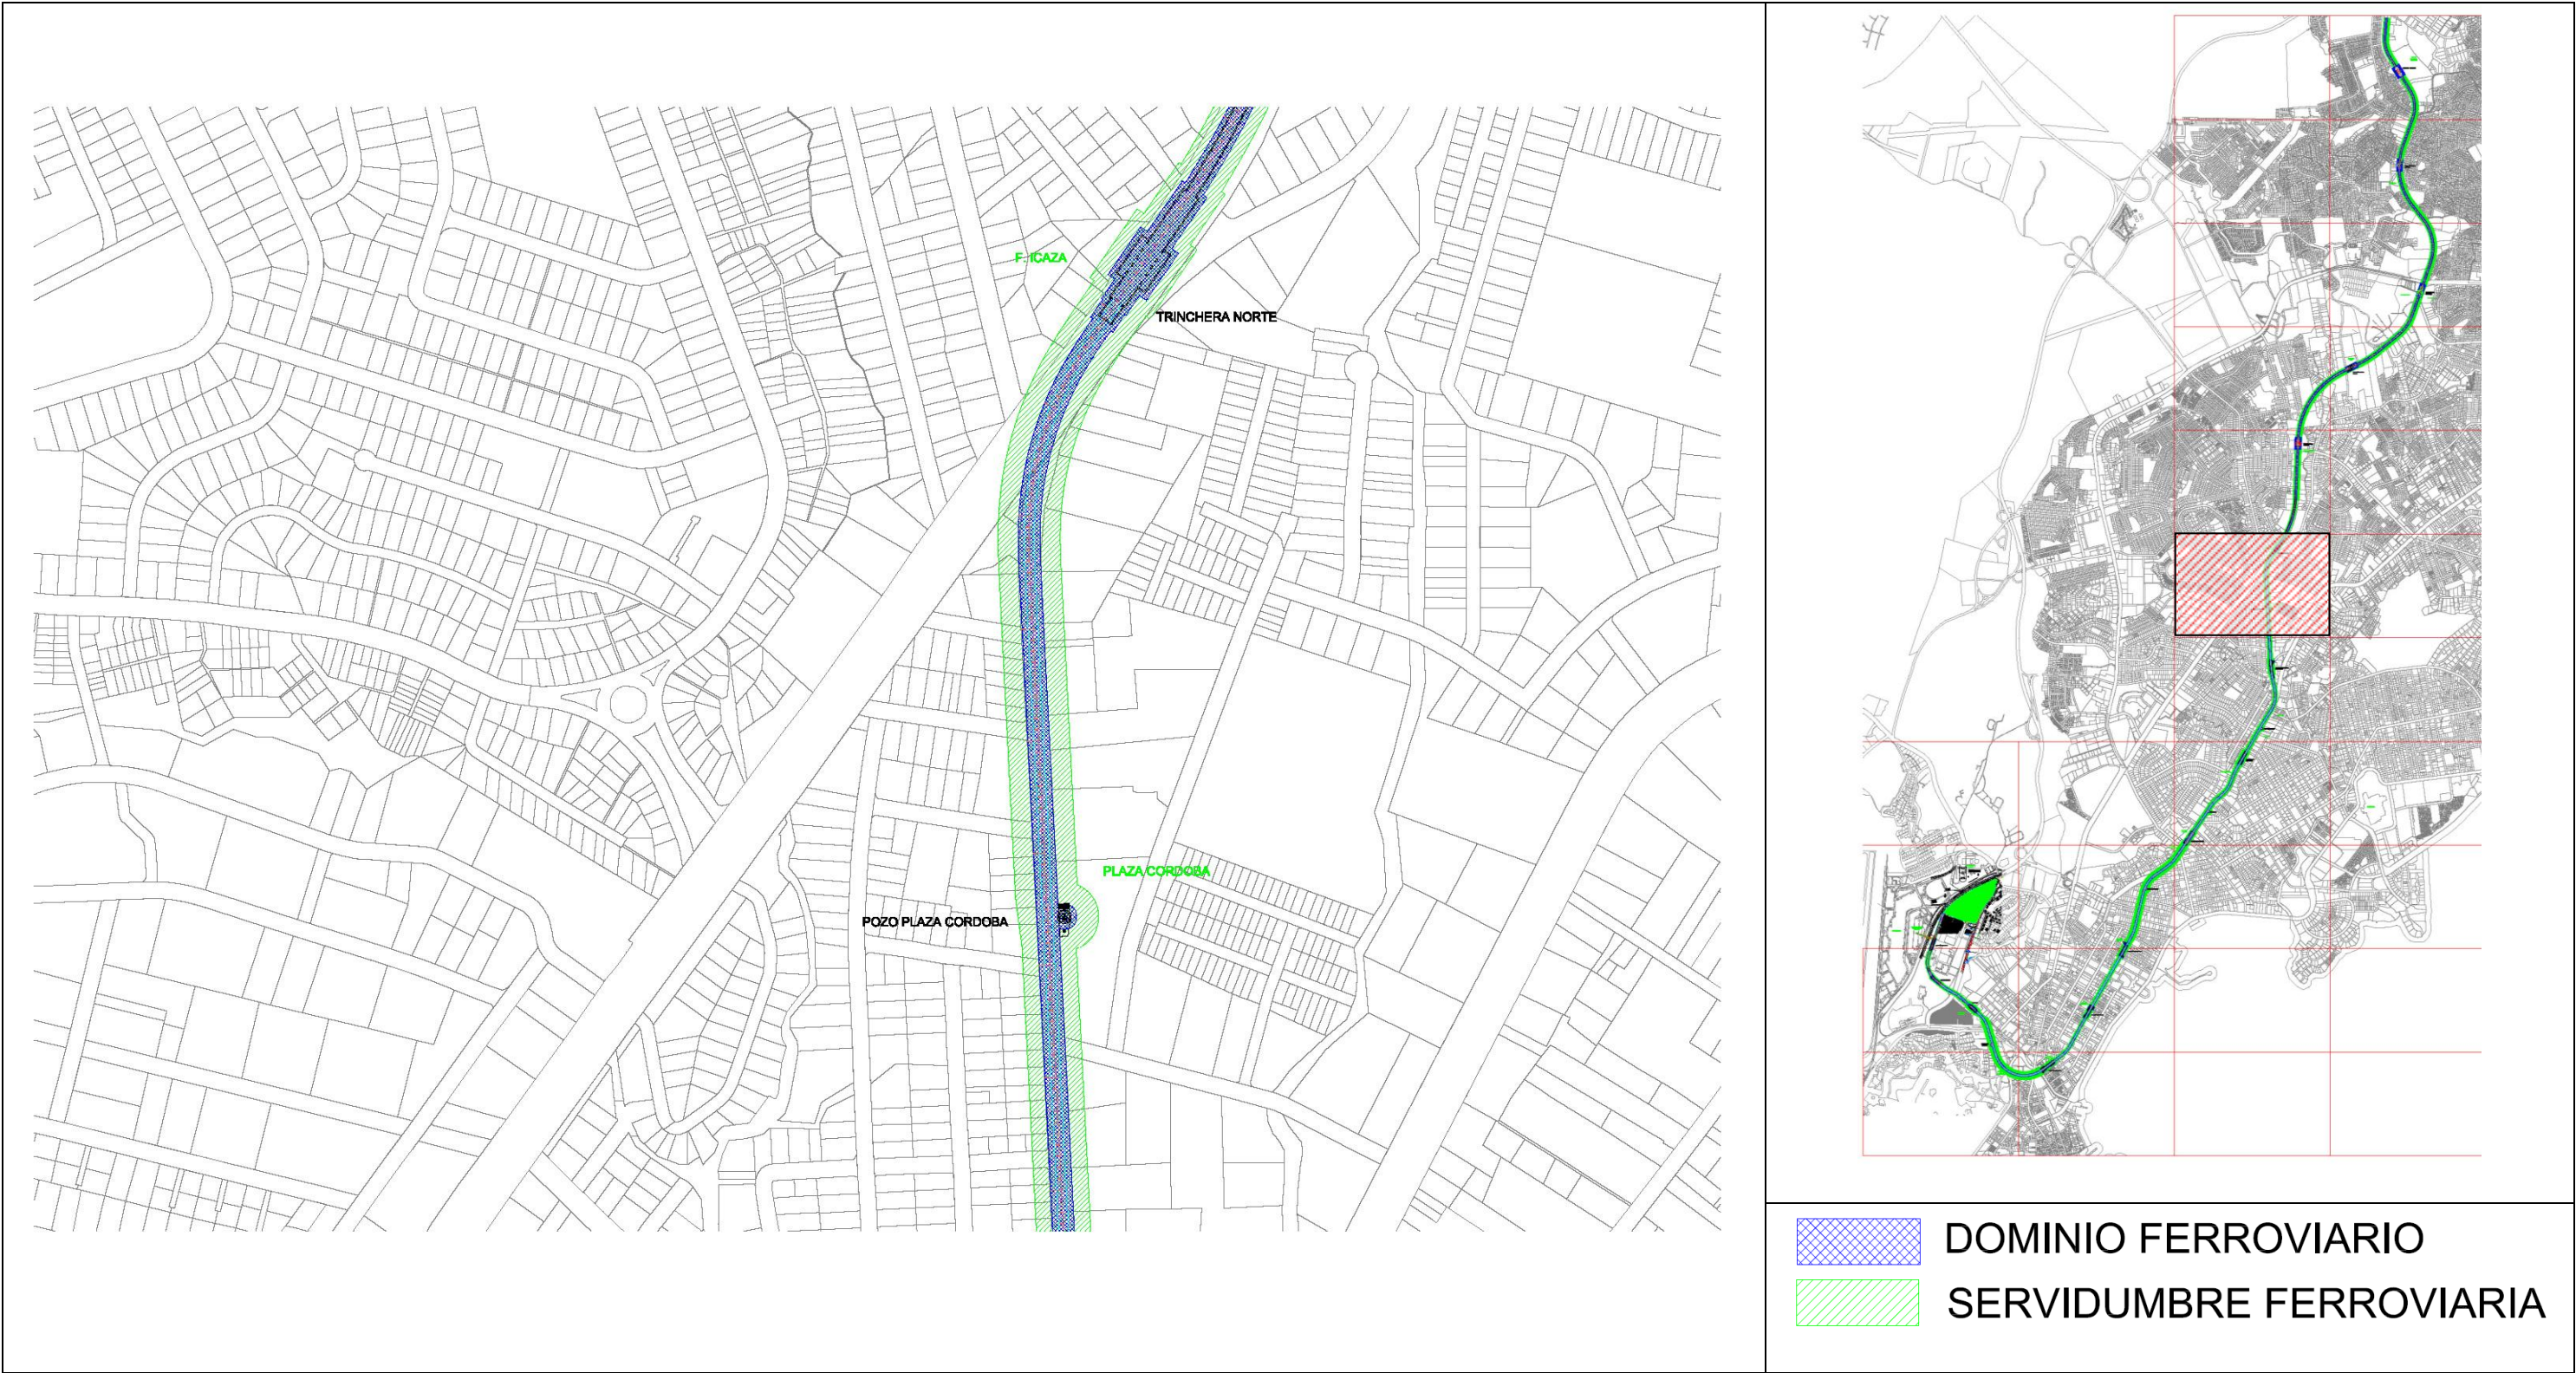 F. ICAZA
TRINCHERA NORTE
PLAZA CORDOBA
POZO PLAZA CORDOBA
DOMINIO FERROVIARIO
SERVIDUMBRE FERROVIARIA